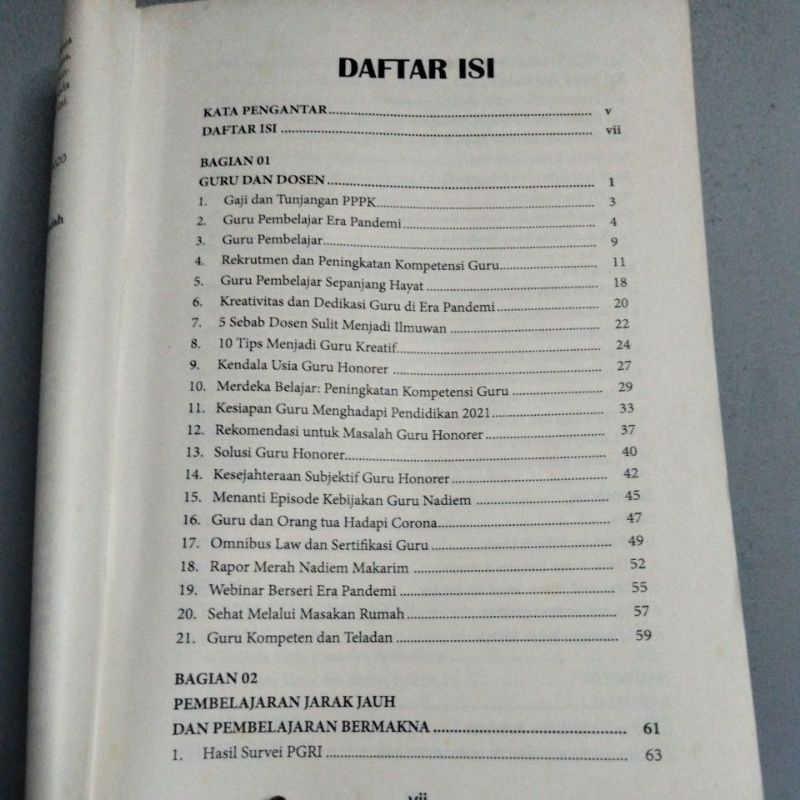 DAFTAR ISI
KATA PENGANTAR........ v
DAFTAR ISI ........ vii
BAGIAN 01
GURU DAN DOSEN........ 1
1. Gaji dan Tunjangan PPPK........ 3
2. Guru Pembelajar Era Pandemi ........ 4
3. Guru Pembelajar........ 9
4. Rekrutmen dan Peningkatan Kompetensi Guru........ 11
5. Guru Pembelajar Sepanjang Hayat ........ 18
6. Kreativitas dan Dedikasi Guru di Era Pandemi ........ 20
7. 5 Sebab Dosen Sulit Menjadi Ilmuwan ........ 22
8. 10 Tips Menjadi Guru Kreatif........ 24
9. Kendala Usia Guru Honorer ........ 27
10. Merdeka Belajar: Peningkatan Kompetensi Guru ........ 29
11. Kesiapan Guru Menghadapi Pendidikan 2021........ 33
12. Rekomendasi untuk Masalah Guru Honorer ........ 37
13. Solusi Guru Honorer........ 40
14. Kesejahteraan Subjektif Guru Honorer ........ 42
15. Menanti Episode Kebijakan Guru Nadiem ........ 45
16. Guru dan Orang tua Hadapi Corona........ 47
17. Omnibus Law dan Sertifikasi Guru ........ 49
18. Rapor Merah Nadiem Makarim ........ 52
19. Webinar Berseri Era Pandemi ........ 55
20. Sehat Melalui Masakan Rumah ........ 57
21. Guru Kompeten dan Teladan ........ 59
BAGIAN 02
PEMBELAJARAN JARAK JAUH
DAN PEMBELAJARAN BERMAKNA ........ 61
1. Hasil Survei PGRI ........ 63
vii